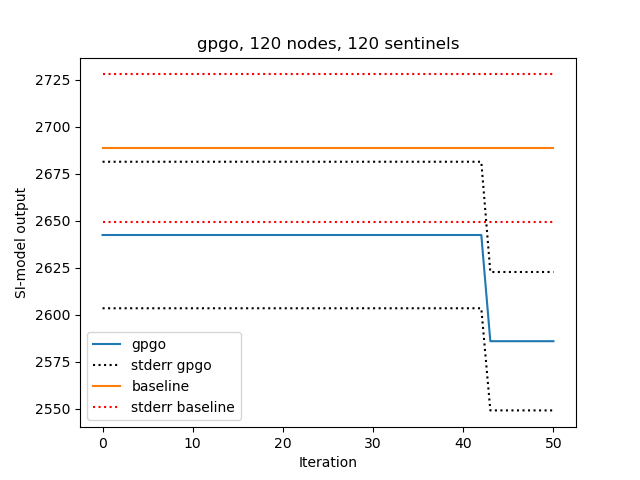 gpgo, 120 nodes, 120 sentinels
SI-model output
2725
2700
2675
2650
2625
2600
2575
2550
gpgo
stderr gpgo
baseline
stderr baseline
0 10 20 30 40 50
Iteration